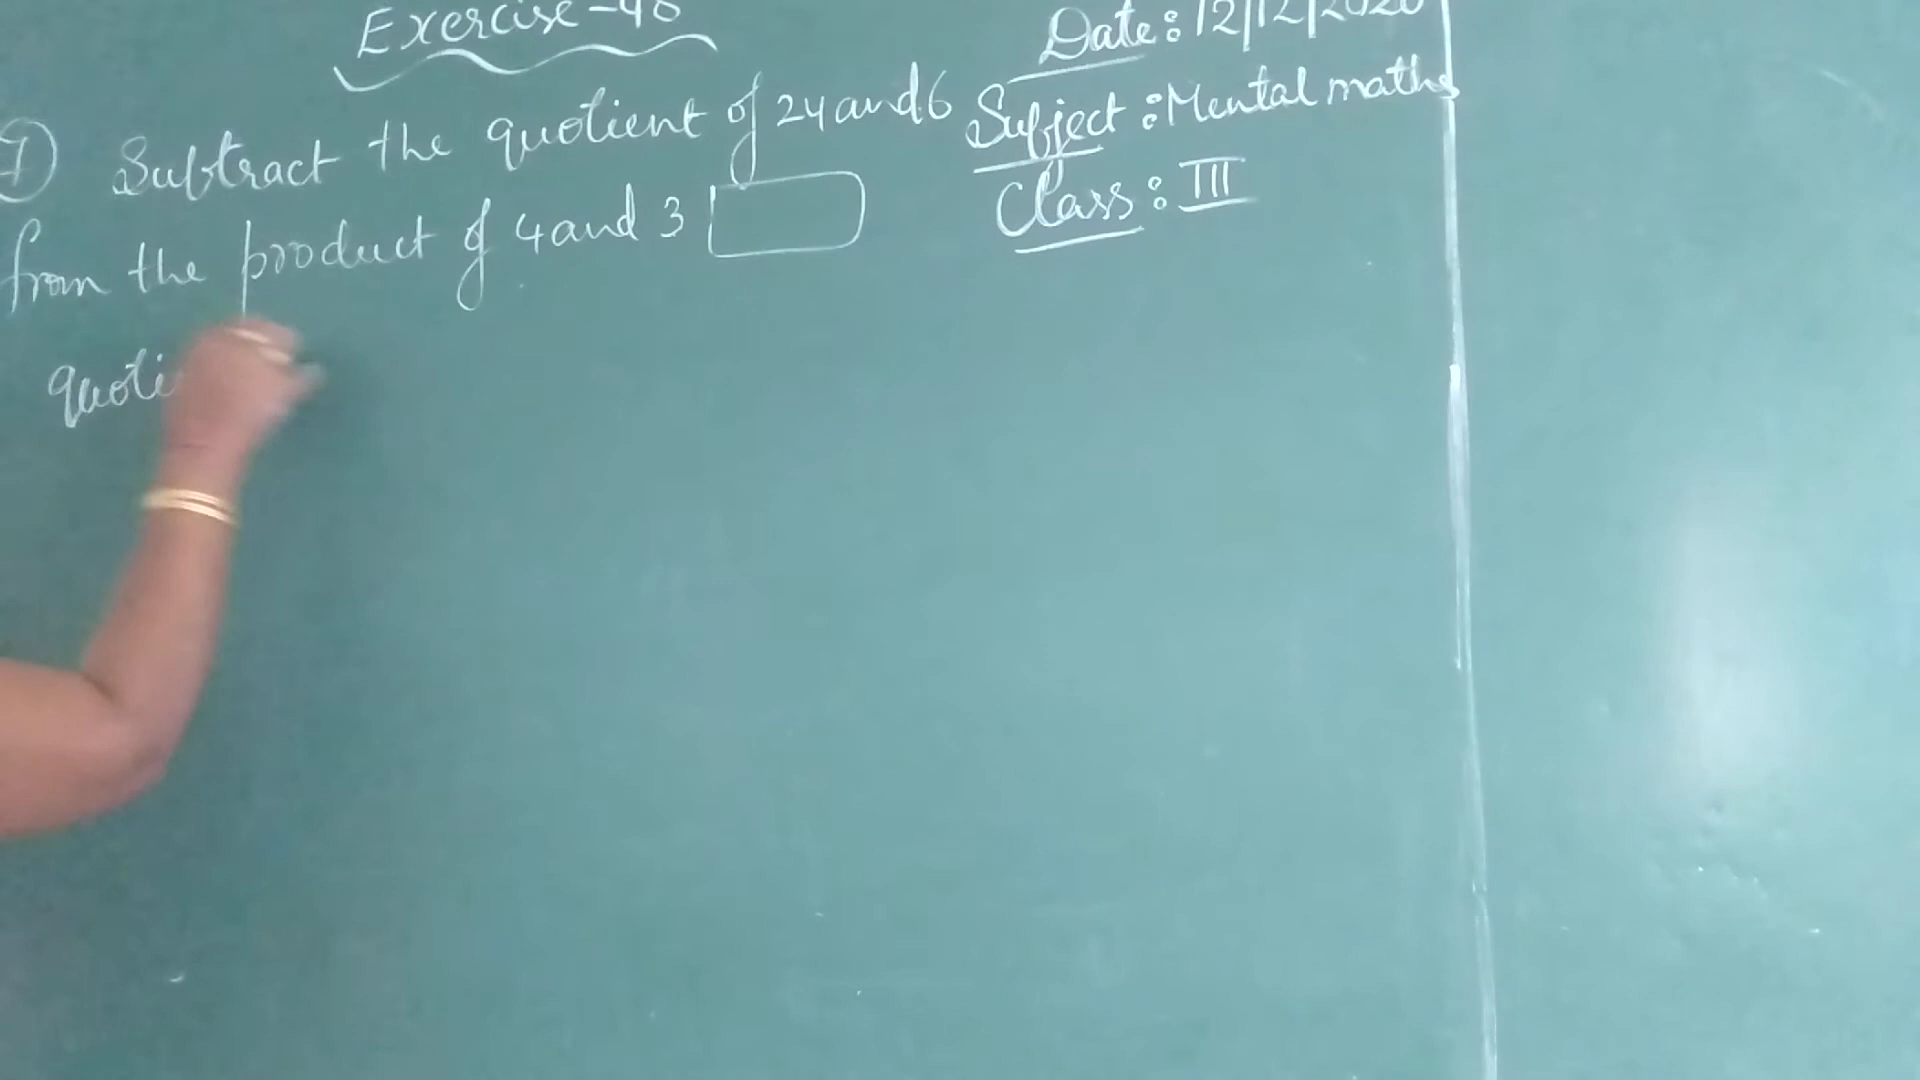 Exercise - 48
Date: 12/12/2020
Subject: Mental maths
Class: III
① Subtract the quotient of 24 and 6
from the product of 4 and 3
quoti